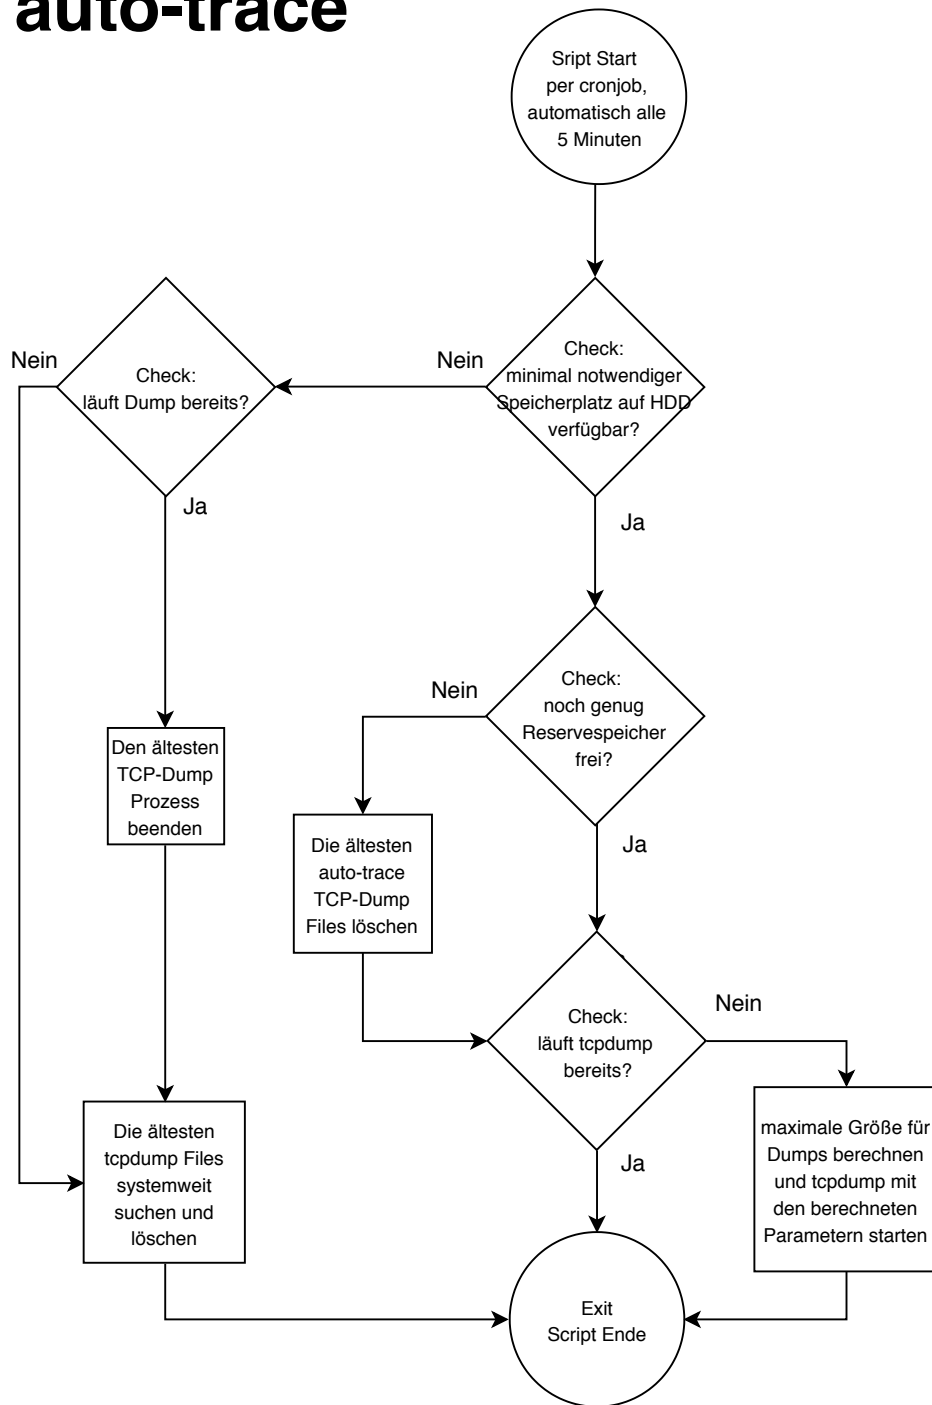 auto-trace
Sript Start
per cronjob,
automatisch alle
5 Minuten
Nein
Check:
läuft Dump bereits?
Nein
Check:
minimal notwendiger
Speicherplatz auf HDD
verfügbar?
Ja
Ja
Nein
Check:
noch genug
Reservespeicher
frei?
Den ältesten
TCP-Dump
Prozess
beenden
Die ältesten
auto-trace
TCP-Dump
Files löschen
Ja
Nein
Check:
läuft tcpdump
bereits?
Die ältesten
tcpdump Files
systemweit
suchen und
löschen
Ja
maximale Größe für
Dumps berechnen
und tcpdump mit
den berechneten
Parametern starten
Exit
Script Ende